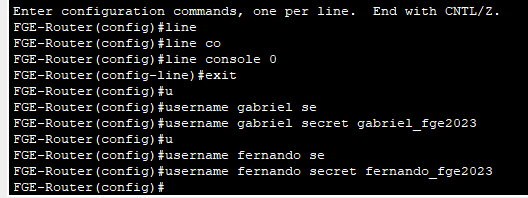 Enter configuration commands, one per line.  End with CNTL/Z.
FGE-Router(config)#line
FGE-Router(config)#line co
FGE-Router(config)#line console 0
FGE-Router(config-line)#exit
FGE-Router(config)#u
FGE-Router(config)#username gabriel se
FGE-Router(config)#username gabriel secret gabriel_fge2023
FGE-Router(config)#u
FGE-Router(config)#username fernando se
FGE-Router(config)#username fernando secret fernando_fge2023
FGE-Router(config)#